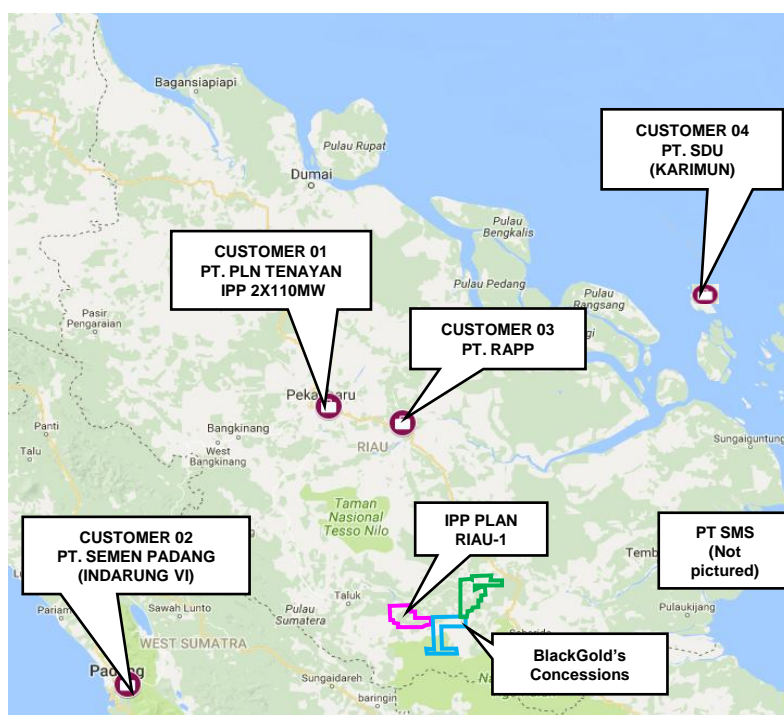 Bagansiapiapi
Pulau Rupat
Dumai
CUSTOMER 04
PT. SDU
(KARIMUN)
Pulau
Bengkalis
CUSTOMER 01
PT. PLN TENAYAN
IPP 2X110MW
Pulau Pedang
Pulau
Rangsang
Pasir
Pengaraian
CUSTOMER 03
PT. RAPP
Panti
Talu
Bangkinang
West
Bangkinang
RIAU
Sungaiguntung
Taman
Nasional
Tesso Nilo
IPP PLAN
RIAU-1
PT SMS
(Not
pictured)
CUSTOMER 02
PT. SEMEN PADANG
(INDARUNG VI)
Taluk
Pulau
Sumatera
Pulaukijang
Sawah Lunto
WEST SUMATRA
BlackGold's
Concessions
Sungaidareh
baringin